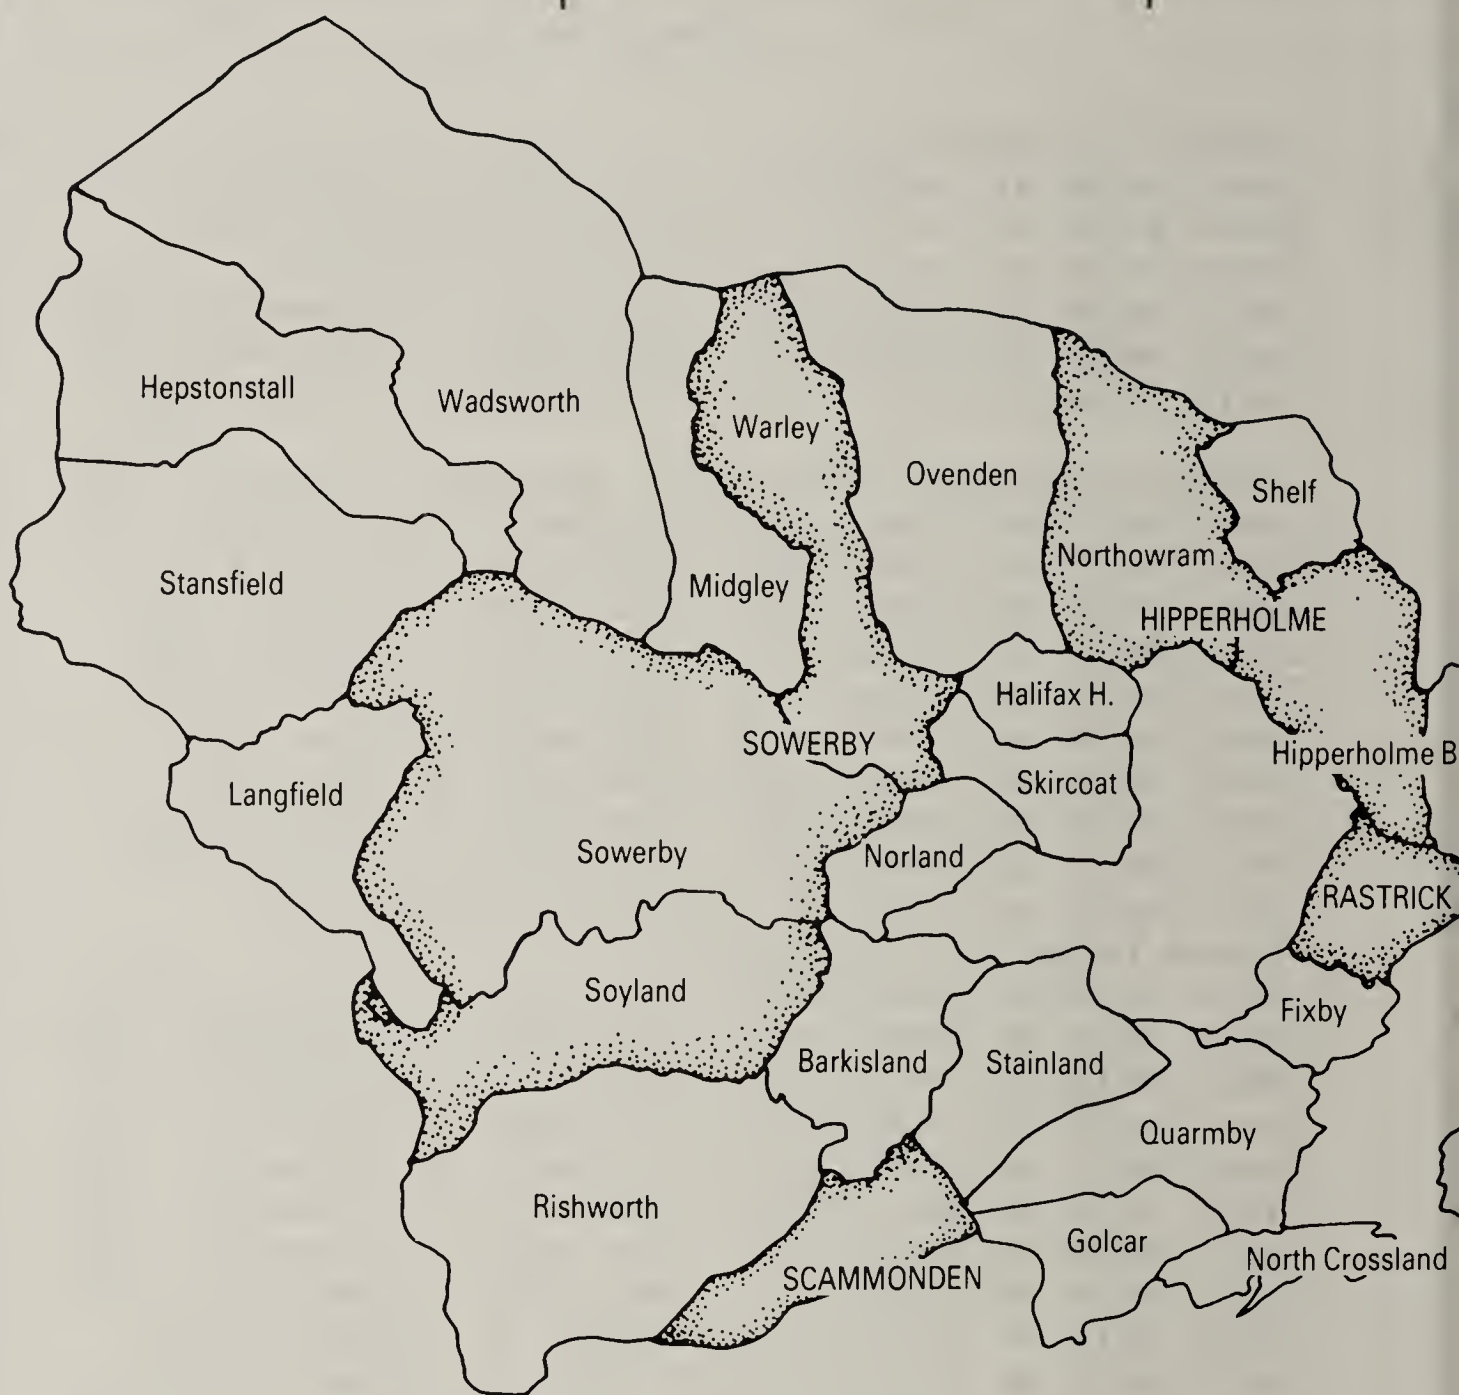 Hepstonstall
Wadsworth
Warley
Ovenden
Shelf
Northowram
Stansfield
Midgley
HIPPERHOLME
Halifax H.
SOWERBY
Hipperholme B
Skircoat
Langfield
Sowerby
Norland
RASTRICK
Soyland
Fixby
Barkisland
Stainland
Quarmby
Rishworth
Golcar
North Crossland
SCAMMONDEN